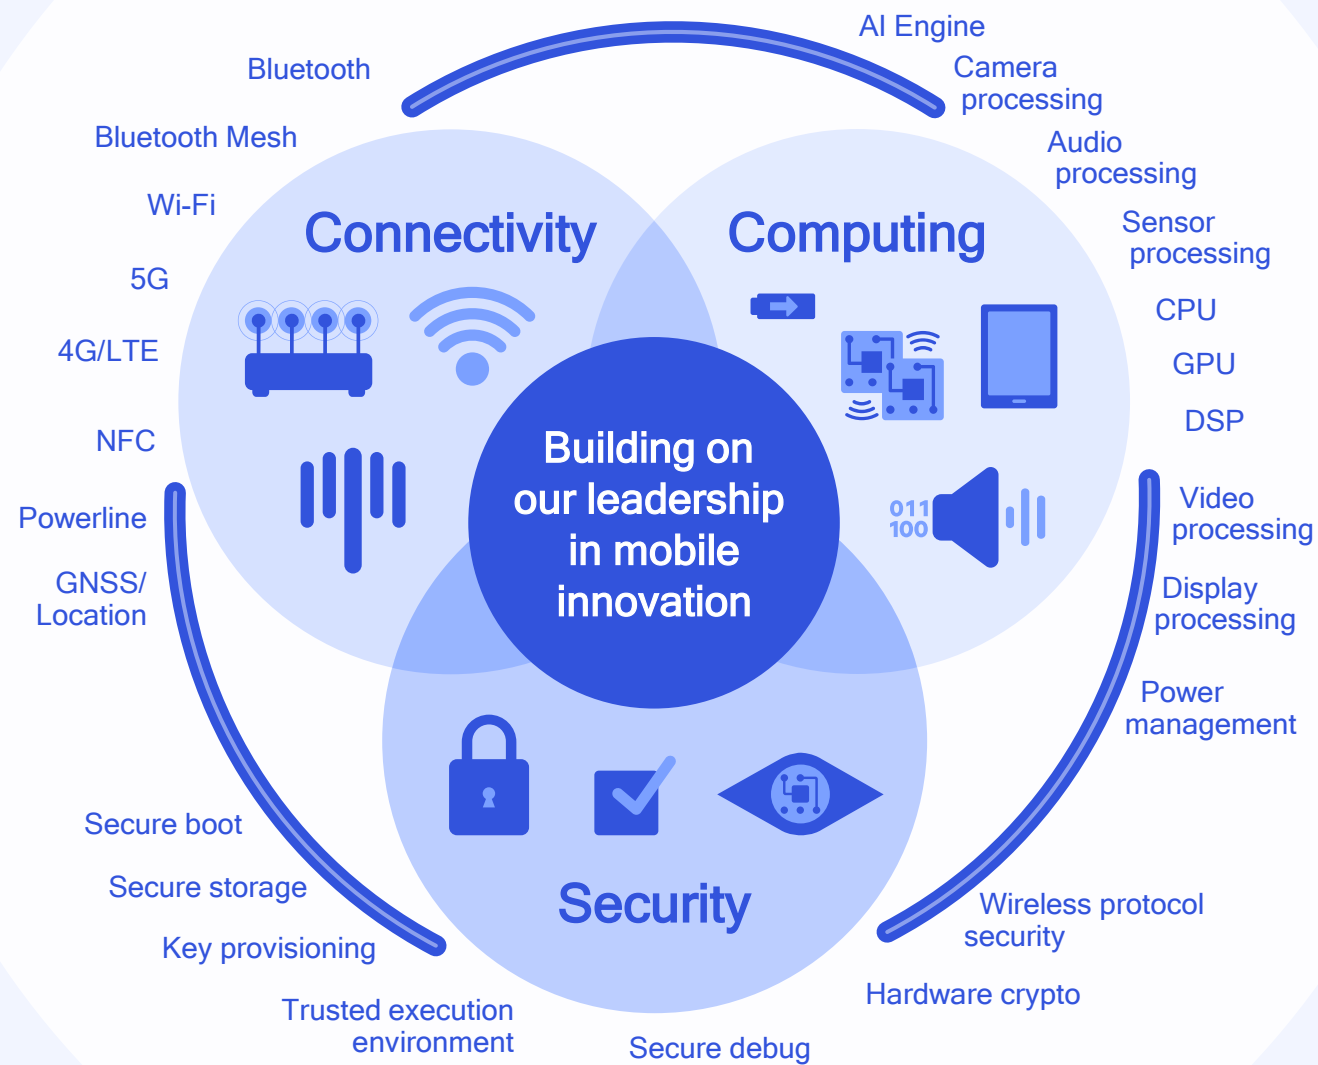 Bluetooth
Bluetooth Mesh
Wi-Fi
5G
4G/LTE
NFC
Powerline
GNSS/
Location
AI Engine
Camera
processing
Audio
processing
Sensor
processing
CPU
GPU
DSP
Video
processing
Display
processing
Power
management
Connectivity
Computing
011
100
Building on
our leadership
in mobile
innovation
Security
Secure boot
Secure storage
Key provisioning
Trusted execution
environment
Secure debug
Hardware crypto
Wireless protocol
security